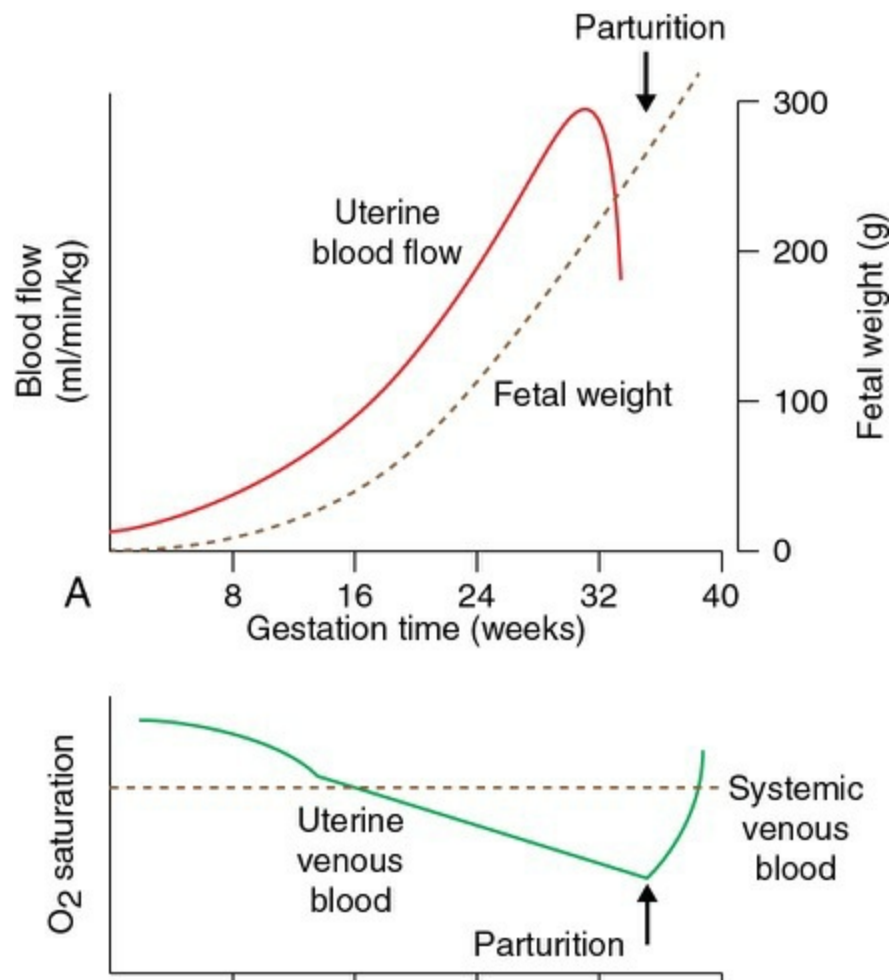 Parturition
300
Uterine
blood flow
200
Blood flow
(ml/min/kg)
Fetal weight (g)
Fetal weight
100
0
A
8 16 24 32 40
Gestation time (weeks)
O2 saturation
Systemic
venous
blood
Uterine
venous
blood
Parturition